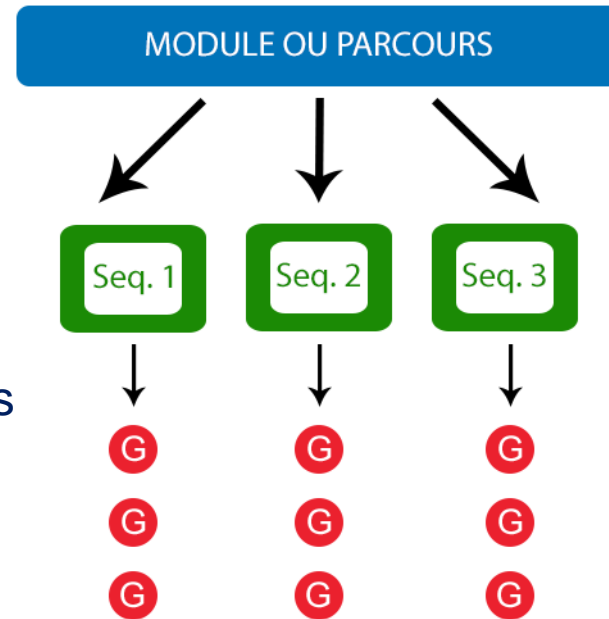 MODULE OU PARCOURS
Seq. 1 Seq. 2 Seq. 3
s
G G G
G G G
G G G